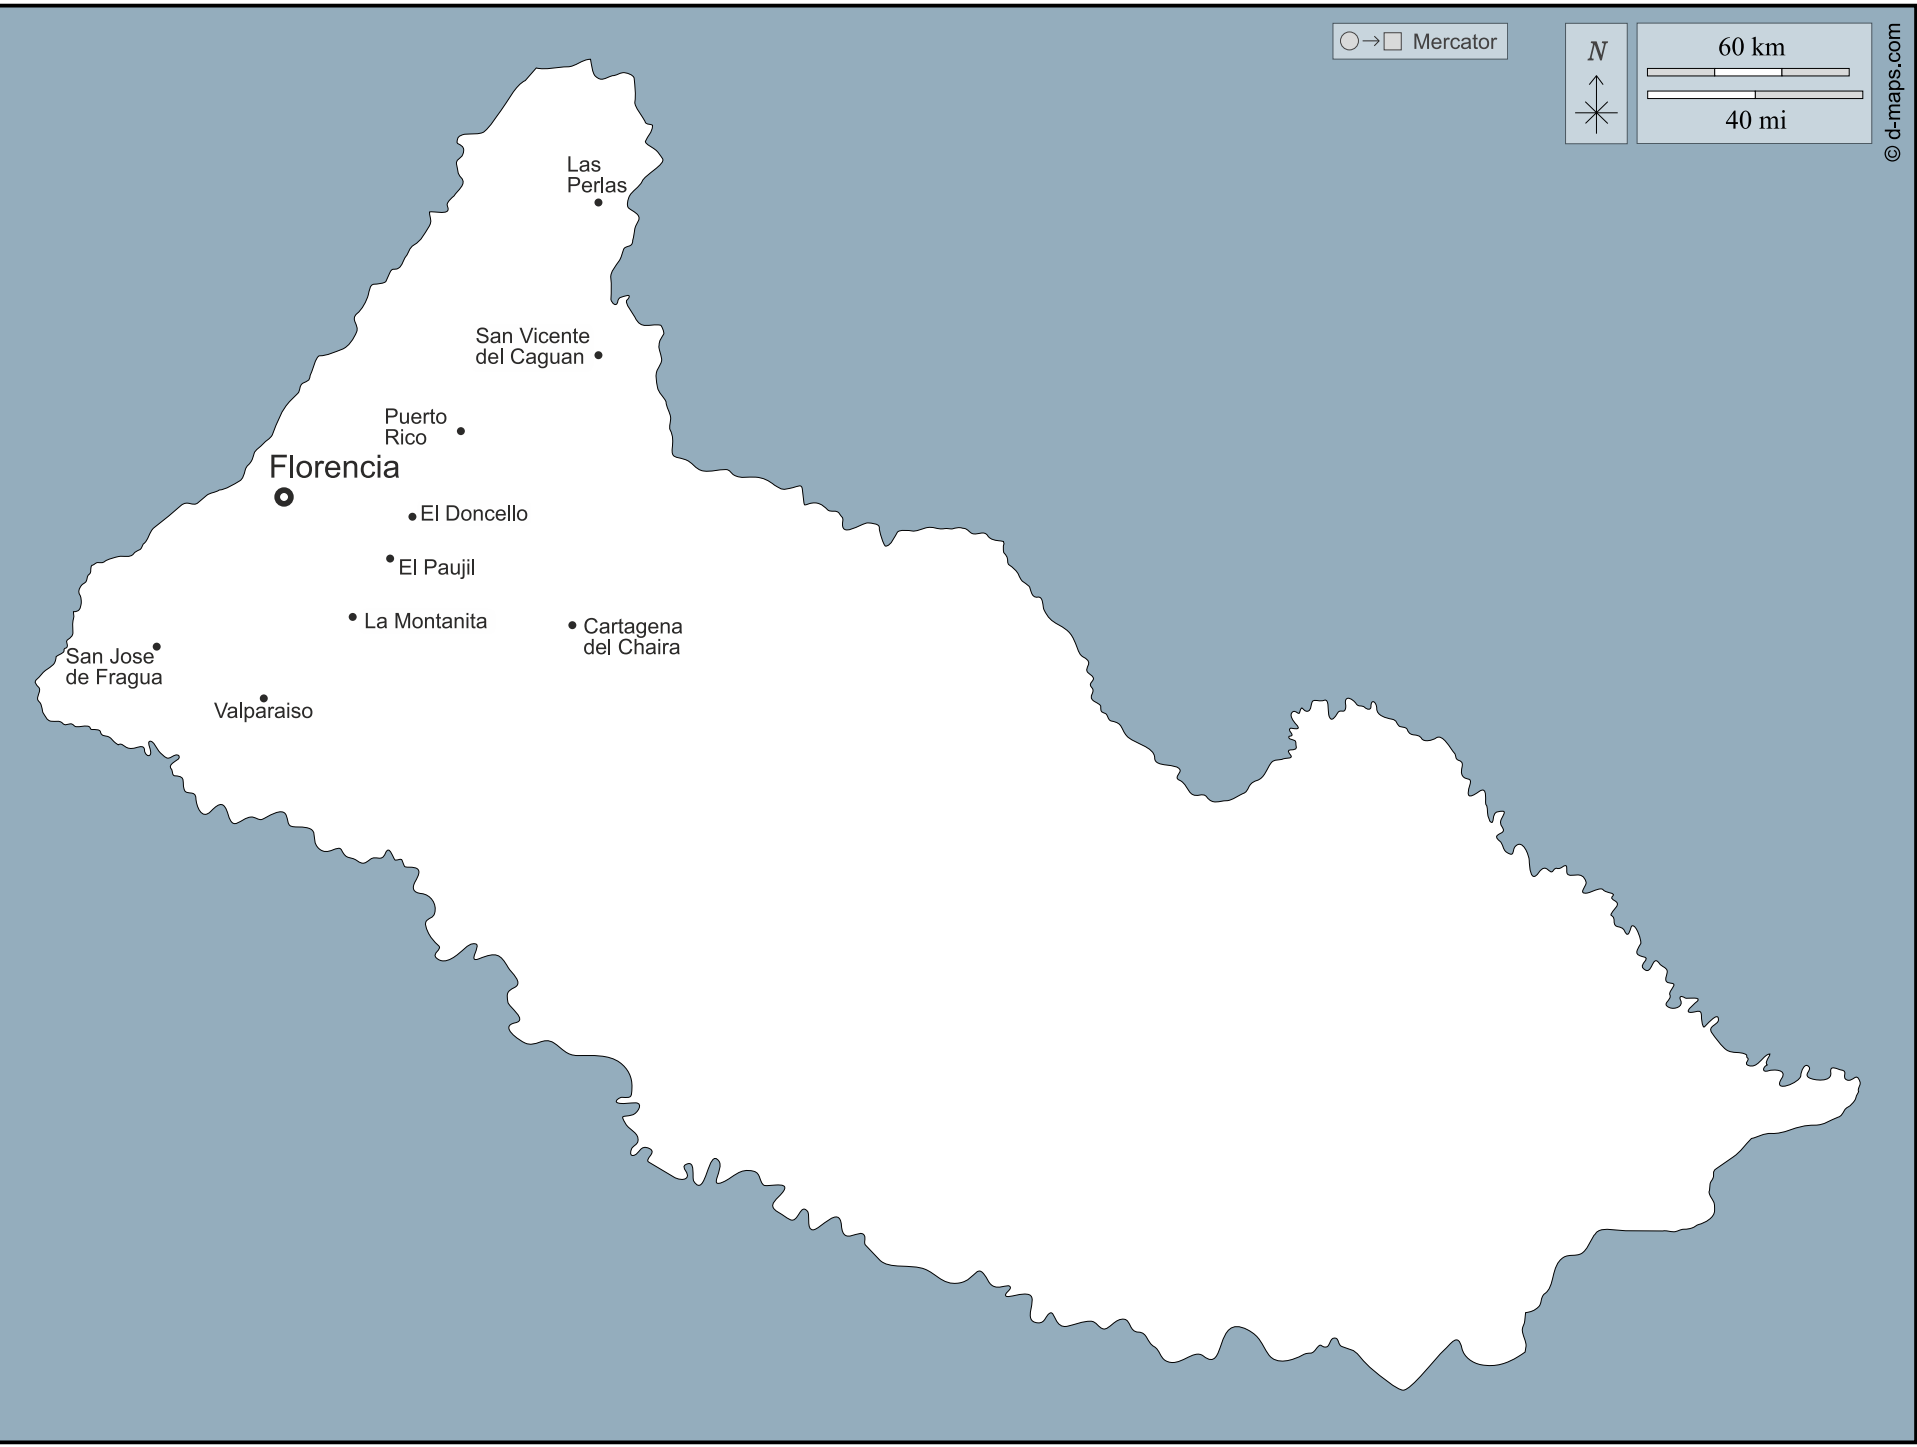 Mercator
N
60 km
40 mi
© d-maps.com
Las
Perlas
San Vicente
del Caguan
Puerto
Rico
Florencia
El Doncello
El Paujil
La Montanita
Cartagena
del Chaira
San Jose
de Fragua
Valparaiso